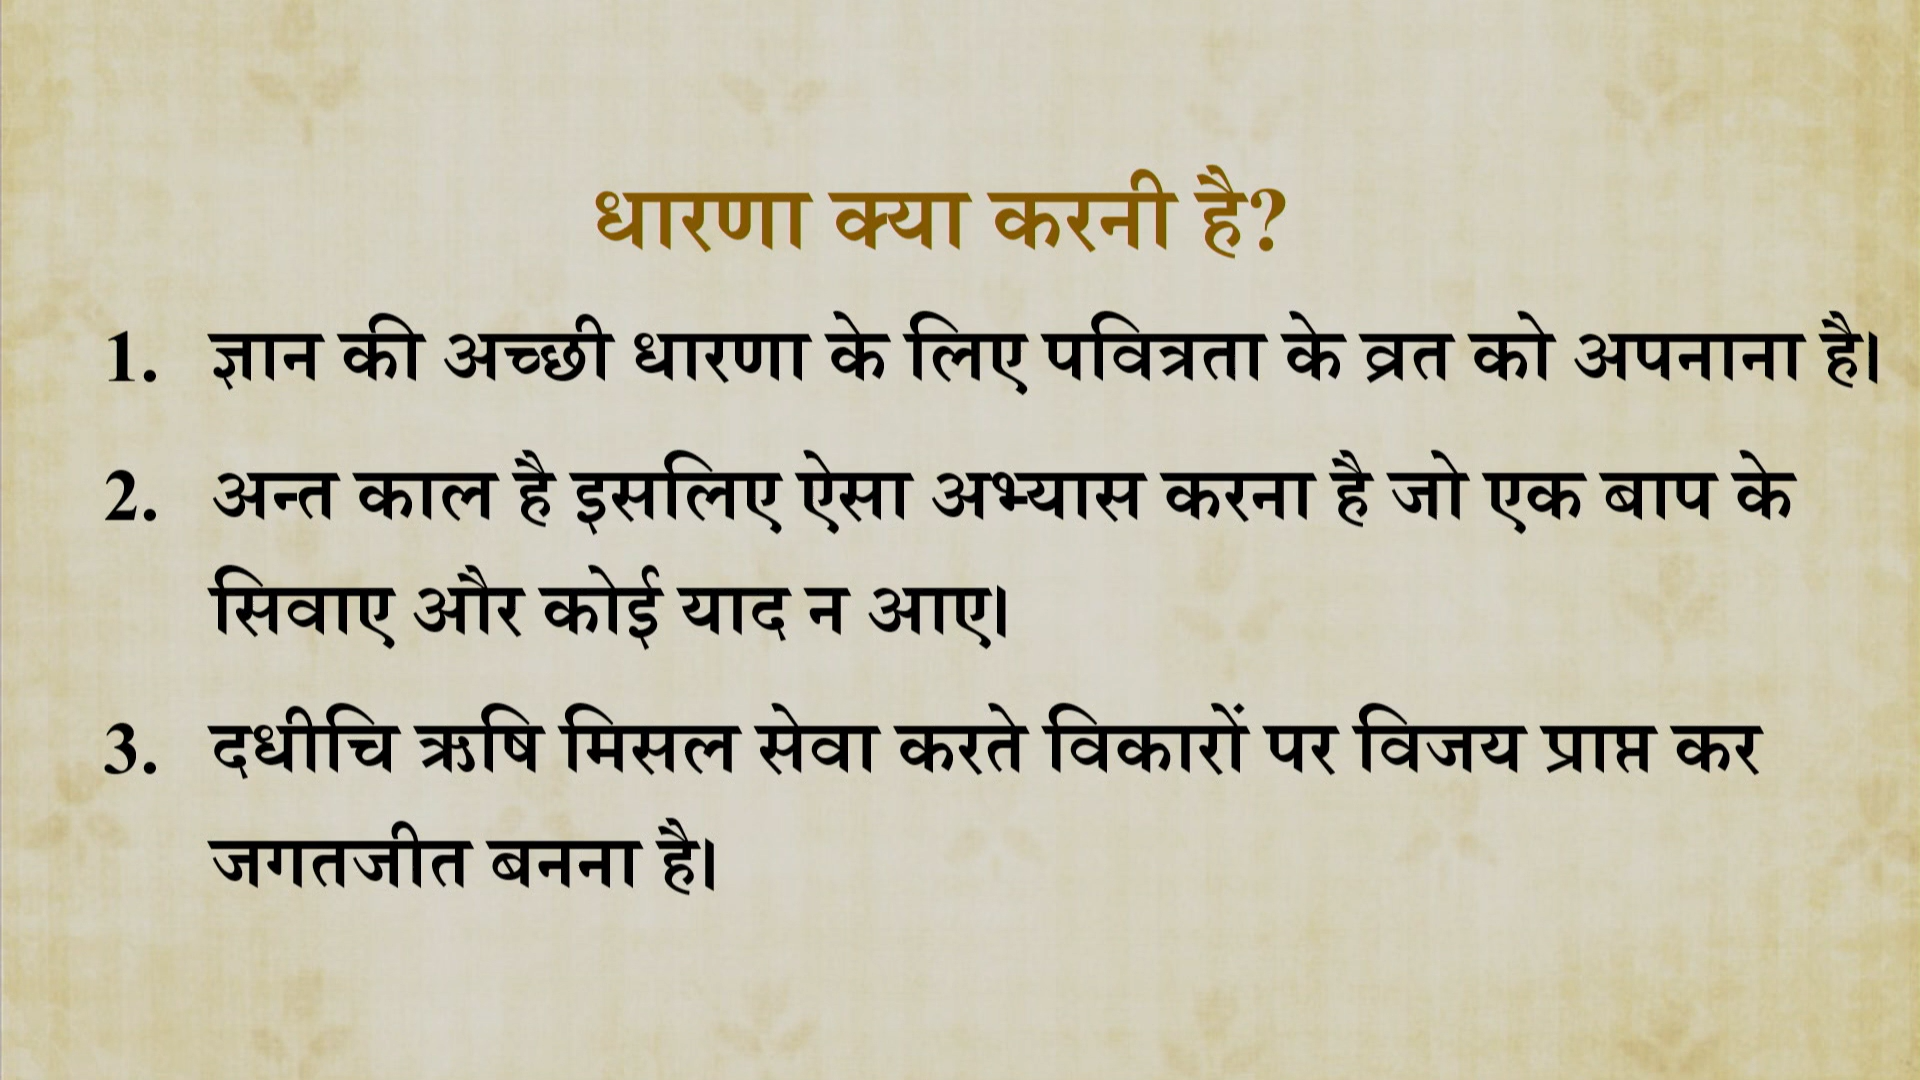 धारणा क्या करनी है?
1. ज्ञान की अच्छी धारणा के लिए पवित्रता के व्रत को अपनाना है।
2. अन्त काल है इसलिए ऐसा अभ्यास करना है जो एक बाप के
सिवाए और कोई याद न आए।
3. दधीचि ऋषि मिसल सेवा करते विकारों पर विजय प्राप्त कर
जगतजीत बनना है।